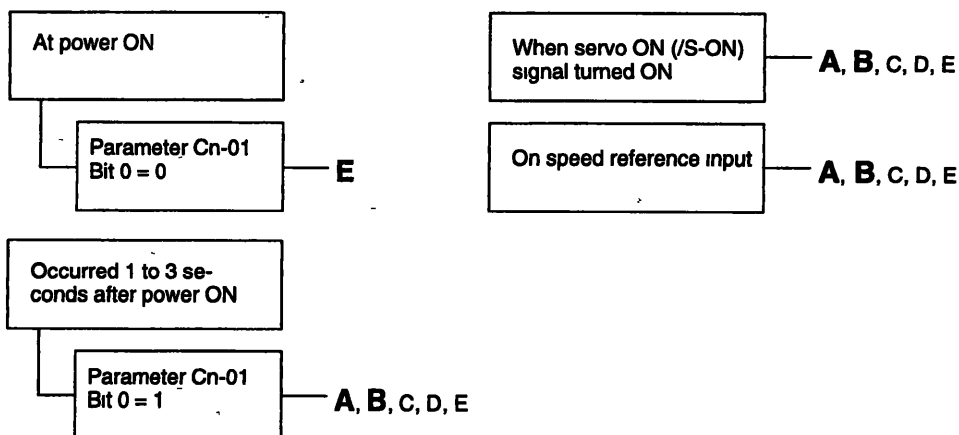 At power ON
Parameter Cn-01
Bit 0 = 0
E
Occurred 1 to 3 se-
conds after power ON
Parameter Cn-01
Bit 0 = 1
A, B, C, D, E
When servo ON (/S-ON)
signal turned ON
A, B, C, D, E
On speed reference input
A, B, C, D, E